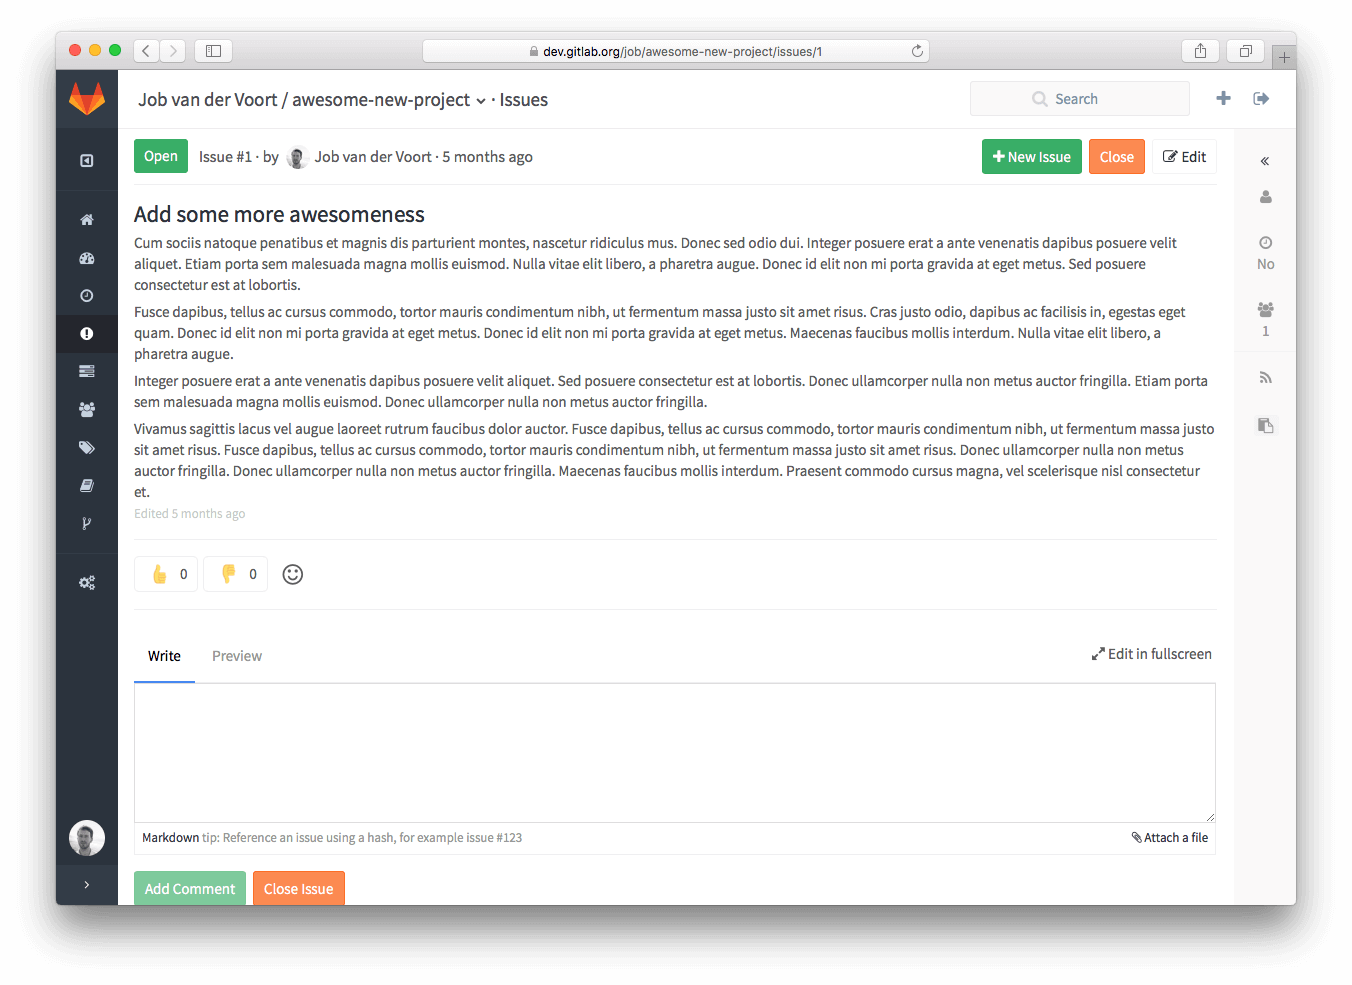 dev.gitlab.org/job/awesome-new-project/issues/1
Job van der Voort / awesome-new-project · Issues
Search
Open Issue #1 · by Job van der Voort · 5 months ago
New Issue Close Edit
Add some more awesomeness
Cum sociis natoque penatibus et magnis dis parturient montes, nascetur ridiculus mus. Donec sed odio dui. Integer posuere erat a ante venenatis dapibus posuere velit
aliquet. Etiam porta sem malesuada magna mollis euismod. Nulla vitae elit libero, a pharetra augue. Donec id elit non mi porta gravida at eget metus. Sed posuere
consectetur est at lobortis.
Fusce dapibus, tellus ac cursus commodo, tortor mauris condimentum nibh, ut fermentum massa justo sit amet risus. Cras justo odio, dapibus ac facilisis in, egestas eget
quam. Donec id elit non mi porta gravida at eget metus. Donec id elit non mi porta gravida at eget metus. Maecenas faucibus mollis interdum. Nulla vitae elit libero, a
pharetra augue.
Integer posuere erat a ante venenatis dapibus posuere velit aliquet. Sed posuere consectetur est at lobortis. Donec ullamcorper nulla non metus auctor fringilla. Etiam porta
sem malesuada magna mollis euismod. Donec ullamcorper nulla non metus auctor fringilla.
Vivamus sagittis lacus vel augue laoreet rutrum faucibus dolor auctor. Fusce dapibus, tellus ac cursus commodo, tortor mauris condimentum nibh, ut fermentum massa justo
sit amet risus. Fusce dapibus, tellus ac cursus commodo, tortor mauris condimentum nibh, ut fermentum massa justo sit amet risus. Donec ullamcorper nulla non metus
auctor fringilla. Donec ullamcorper nulla non metus auctor fringilla. Maecenas faucibus mollis interdum. Praesent commodo cursus magna, vel scelerisque nisl consectetur
et.
Edited 5 months ago
0 0
Write Preview
Edit in fullscreen
Markdown tip: Reference an issue using a hash, for example issue #123
Attach a file
Add Comment Close Issue
No
1